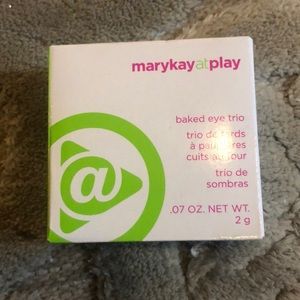 marykayatplay
baked eye trio
trio de fards
à paupières
cuits au four
trío de
sombras
@
.07 OZ. NET WT.
2 g